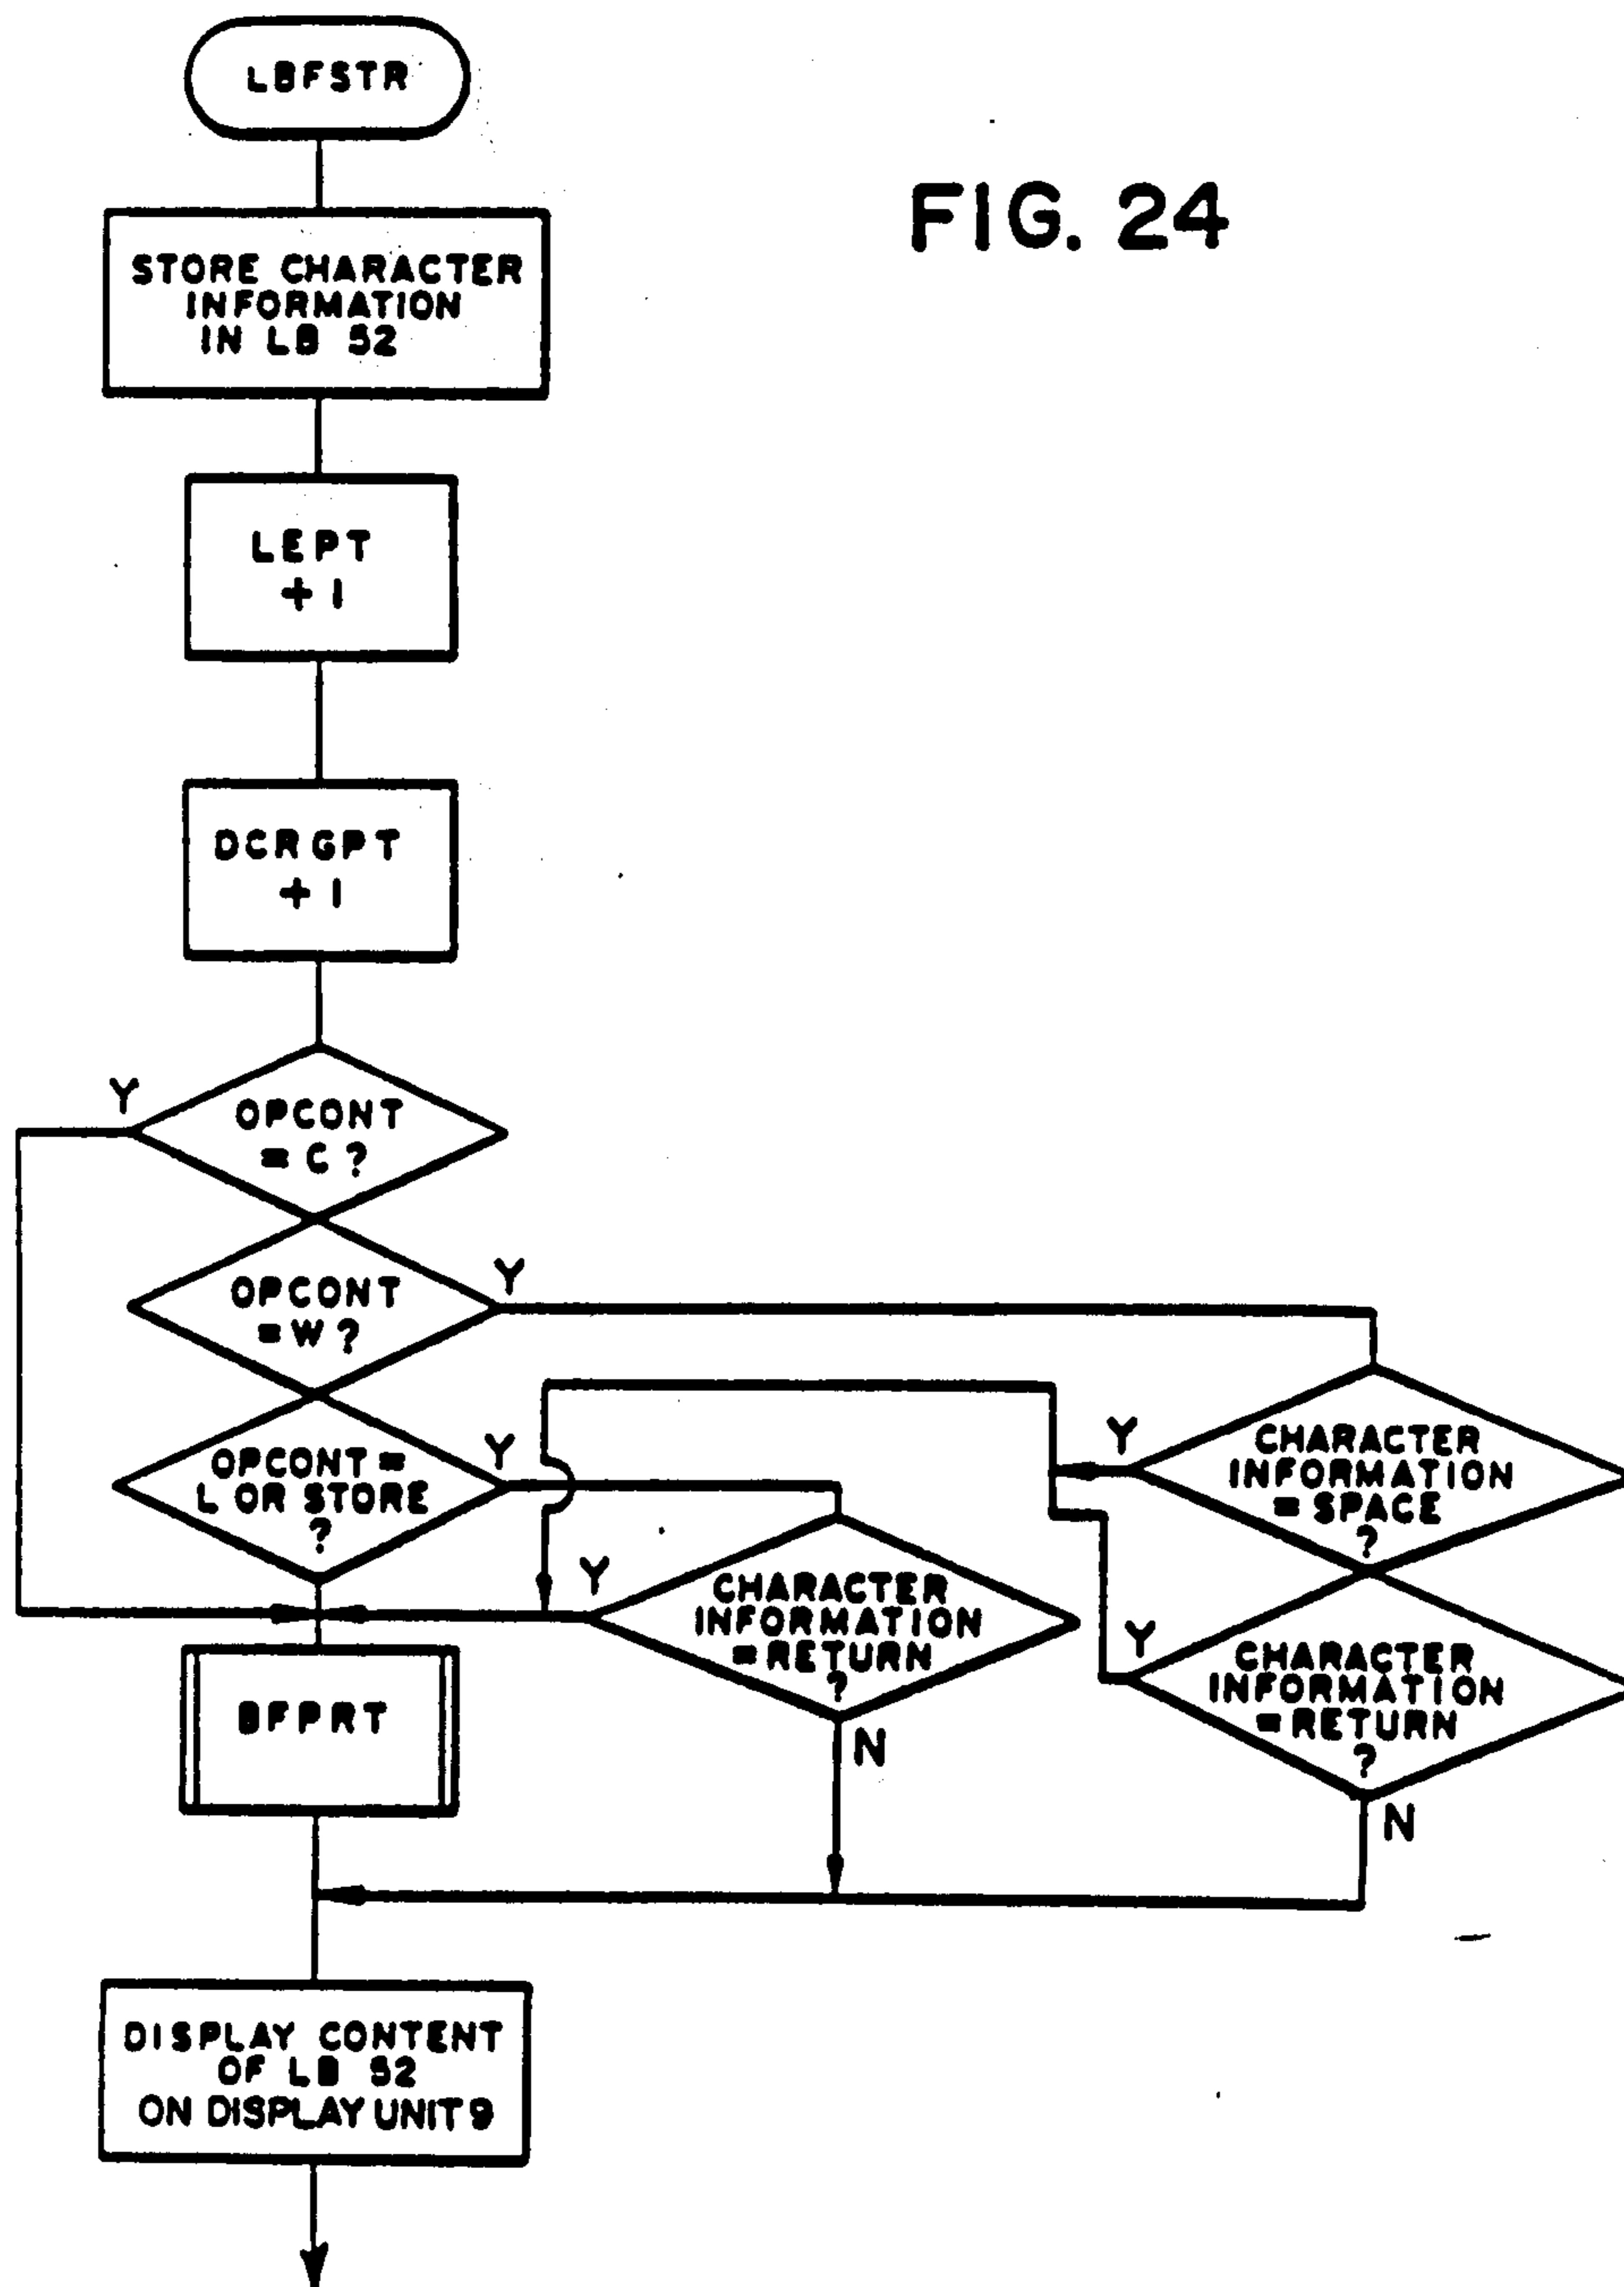 LBFSTR
FIG. 24
STORE CHARACTER
INFORMATION
IN LB 52
LEPT
+1
DCRGPT
+1
Y
OPCONT
= C ?
Y
OPCONT
= W ?
Y
OPCONT =
L OR STORE
?
Y
CHARACTER
INFORMATION
= SPACE
?
Y
CHARACTER
INFORMATION
= RETURN
?
N
Y
CHARACTER
INFORMATION
= RETURN
?
N
BFPRT
DISPLAY CONTENT
OF LB 52
ON DISPLAY UNIT 9